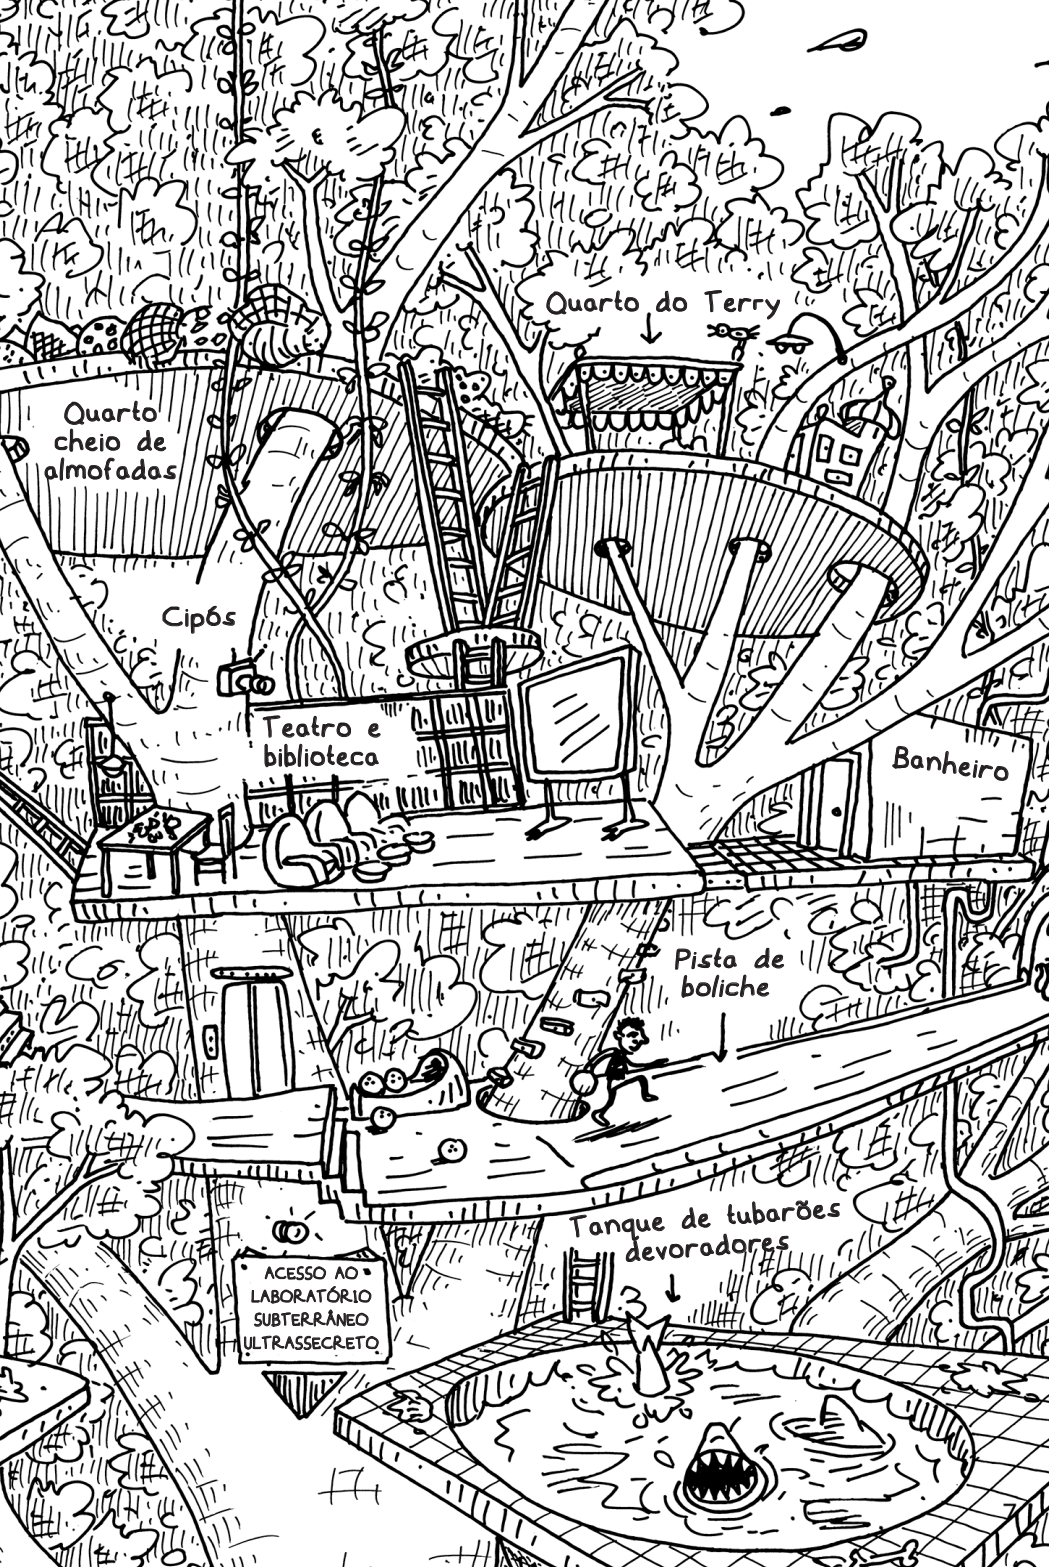 Quarto do Terry
Quarto
cheio de
almofadas
Cipós
Teatro e
biblioteca
Banheiro
Pista de
boliche
Tanque de tubarões
devoradores
ACESSO AO
LABORATÓRIO
SUBTERRÂNEO
ULTRASSECRETO